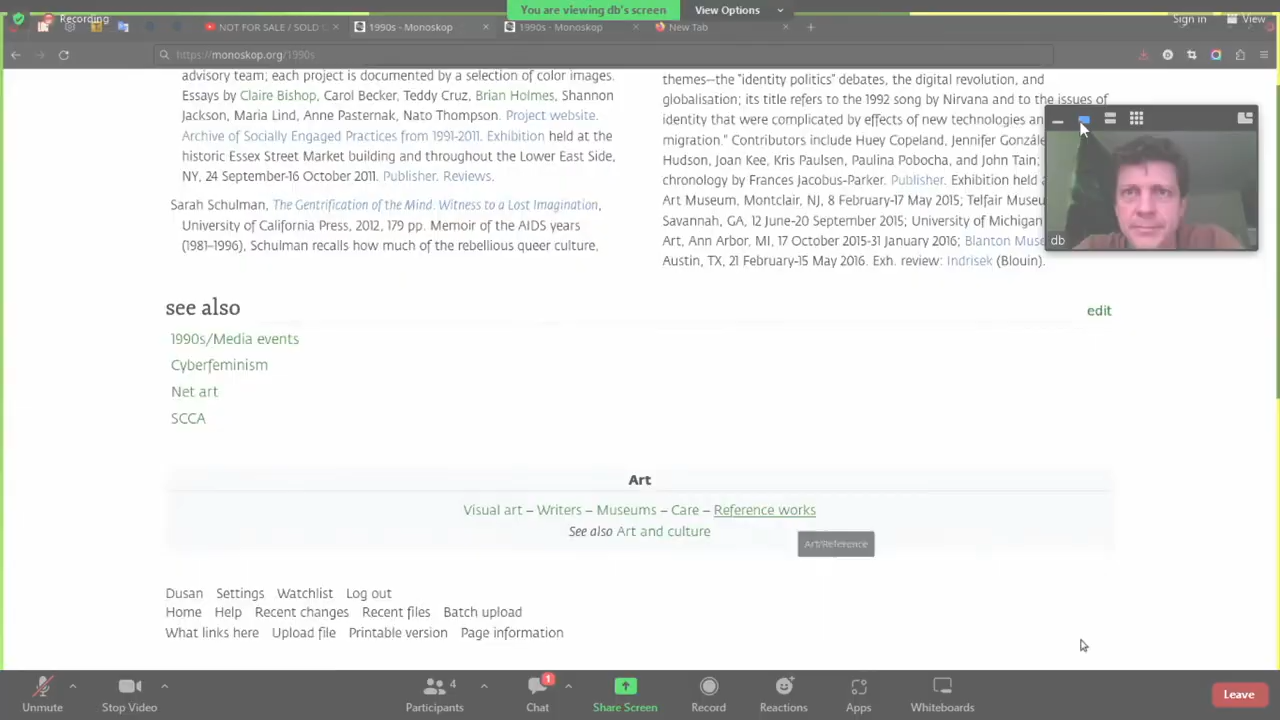 Recording
You are viewing db's screen
View Options
Sign in
View
NOT FOR SALE / SOLD
1990s - Monoskop
1990s - Monoskop
New Tab
https://monoskop.org/1990s
advisory team; each project is documented by a selection of color images.
Essays by Claire Bishop, Carol Becker, Teddy Cruz, Brian Holmes, Shannon
Jackson, Maria Lind, Anne Pasternak, Nato Thompson. Project website.
Archive of Socially Engaged Practices from 1991-2011. Exhibition held at the
historic Essex Street Market building and throughout the Lower East Side,
NY, 24 September-16 October 2011. Publisher. Reviews.
Sarah Schulman, The Gentrification of the Mind. Witness to a Lost Imagination,
University of California Press, 2012, 179 pp. Memoir of the AIDS years
(1981–1996), Schulman recalls how much of the rebellious queer culture,
themes--the "identity politics" debates, the digital revolution, and
globalisation; its title refers to the 1992 song by Nirvana and to the issues of
identity that were complicated by effects of new technologies an
migration." Contributors include Huey Copeland, Jennifer Gonzále
Hudson, Joan Kee, Kris Paulsen, Paulina Pobocha, and John Tain;
chronology by Frances Jacobus-Parker. Publisher. Exhibition held a
Art Museum, Montclair, NJ, 8 February-17 May 2015; Telfair Museu
Savannah, GA, 12 June-20 September 2015; University of Michigan
Art, Ann Arbor, MI, 17 October 2015-31 January 2016; Blanton Muse
Austin, TX, 21 February-15 May 2016. Exh. review: Indrisek (Blouin).
db
see also
edit
1990s/Media events
Cyberfeminism
Net art
SCCA
Art
Visual art – Writers – Museums – Care – Reference works
See also Art and culture
Art/Reference
Dusan Settings Watchlist Log out
Home Help Recent changes Recent files Batch upload
What links here Upload file Printable version Page information
4
1
Unmute
Stop Video
Participants
Chat
Share Screen
Record
Reactions
Apps
Whiteboards
Leave